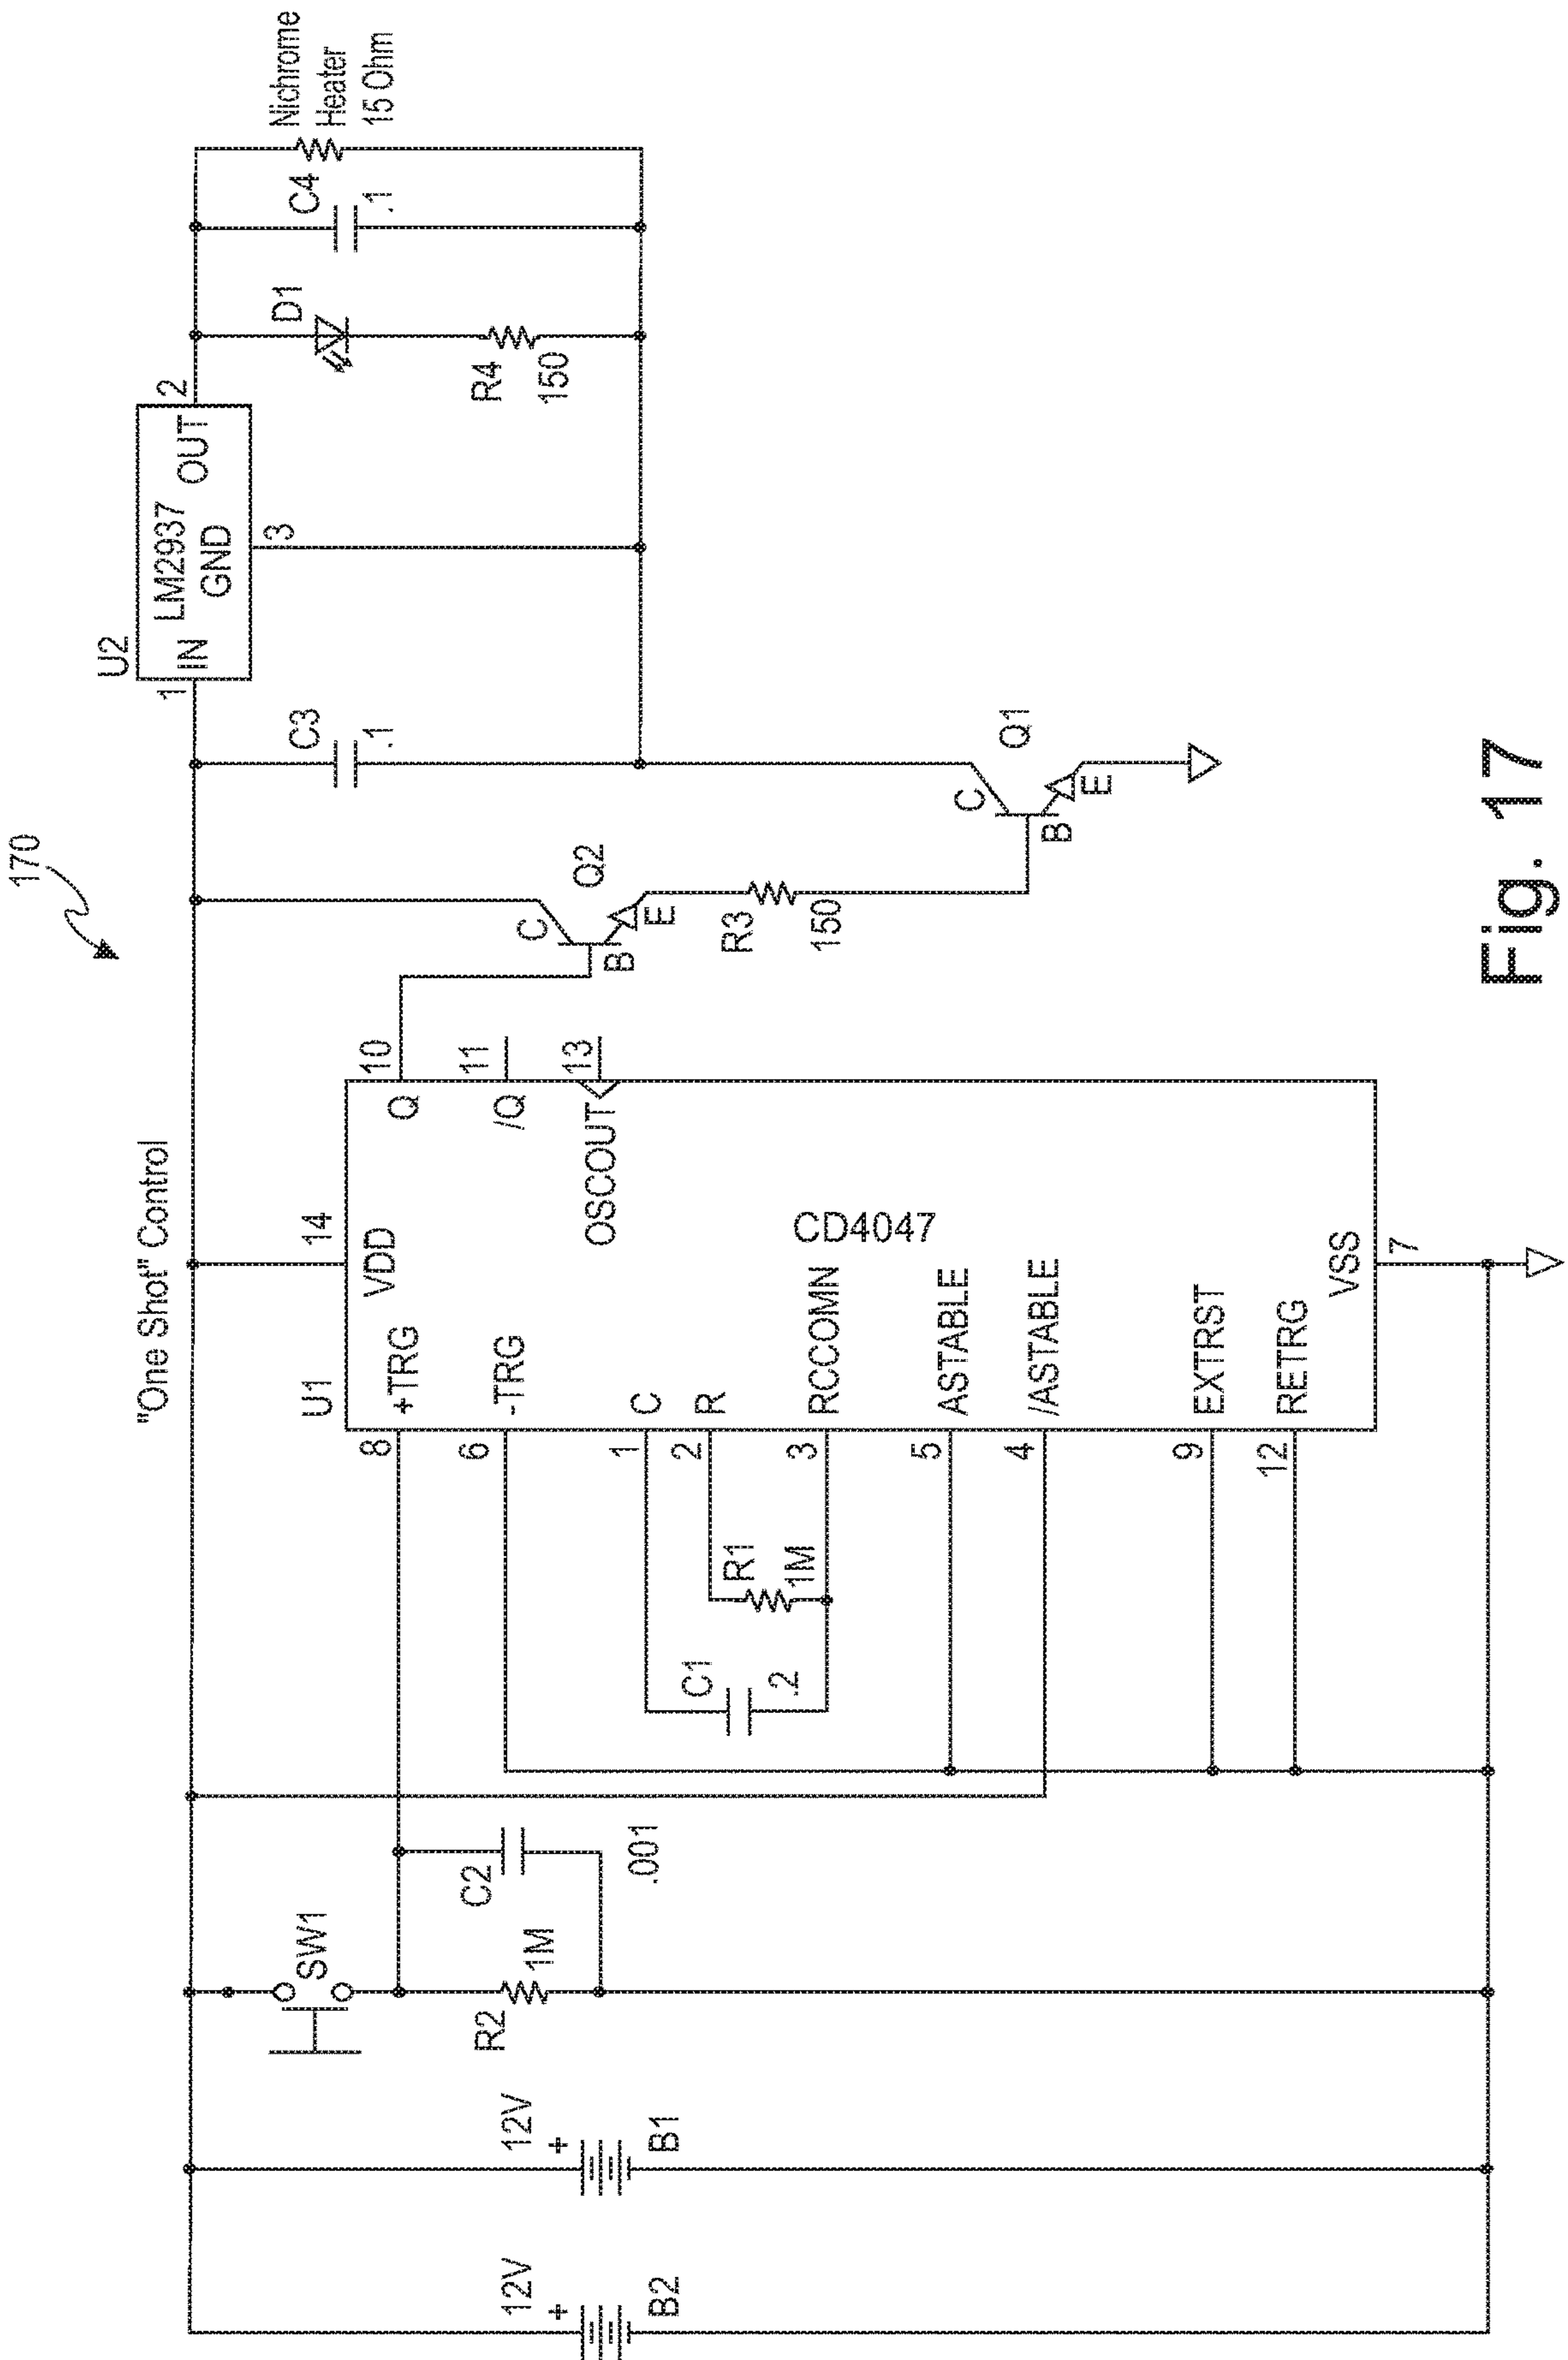 170
"One Shot" Control
12V
+
B2
12V
+
B1
SW1
R2
1M
C2
.001
C1
.2
R1
1M
U1
14
VDD
8
+TRG
6
-TRG
1
C
2
R
3
RCCOMN
5
ASTABLE
4
/ASTABLE
9
EXTRST
12
RETRG
CD4047
VSS
7
Q
10
/Q
11
OSCOUT
13
C
B
E
Q2
R3
150
C3
.1
C
B
E
Q1
U2
1
IN
LM2937
GND
OUT
2
3
D1
R4
150
C4
.1
Nichrome
Heater
15 Ohm
Fig. 17